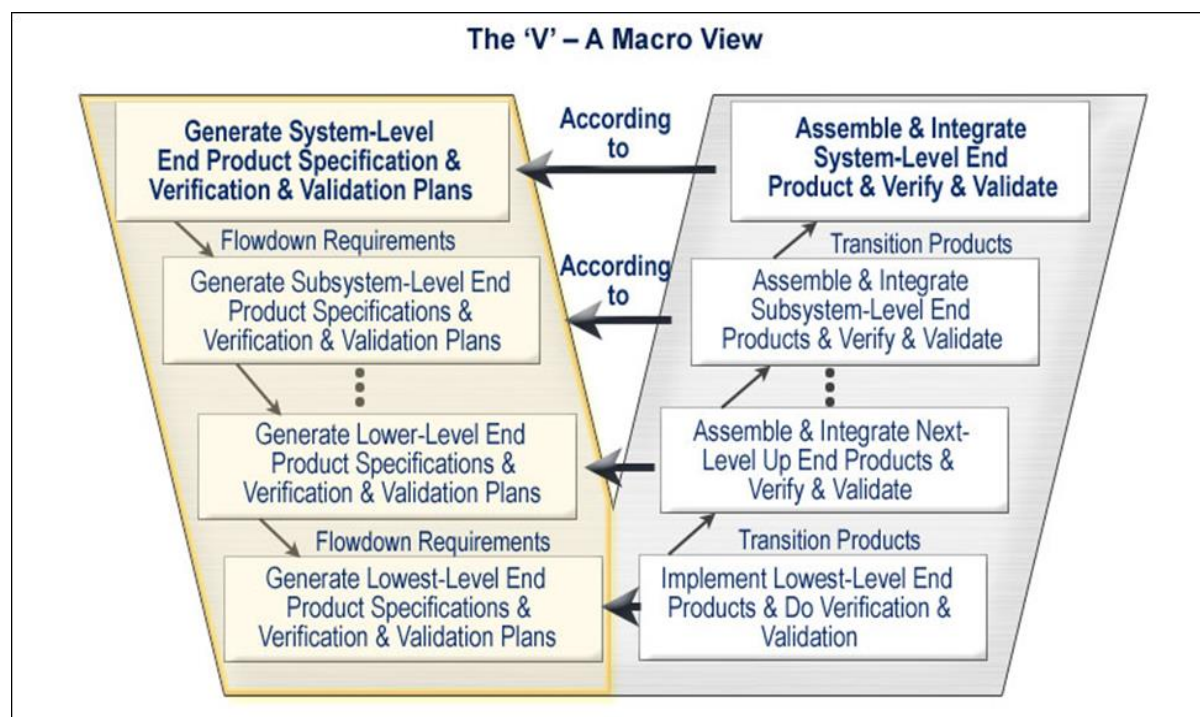 The ‘V’ – A Macro View
Generate System-Level
End Product Specification &
Verification & Validation Plans
According
to
Assemble & Integrate
System-Level End
Product & Verify & Validate
Flowdown Requirements
Transition Products
Generate Subsystem-Level End
Product Specifications &
Verification & Validation Plans
According
to
Assemble & Integrate
Subsystem-Level End
Products & Verify & Validate
Generate Lower-Level End
Product Specifications &
Verification & Validation Plans
Assemble & Integrate Next-
Level Up End Products &
Verify & Validate
Flowdown Requirements
Transition Products
Generate Lowest-Level End
Product Specifications &
Verification & Validation Plans
Implement Lowest-Level End
Products & Do Verification &
Validation